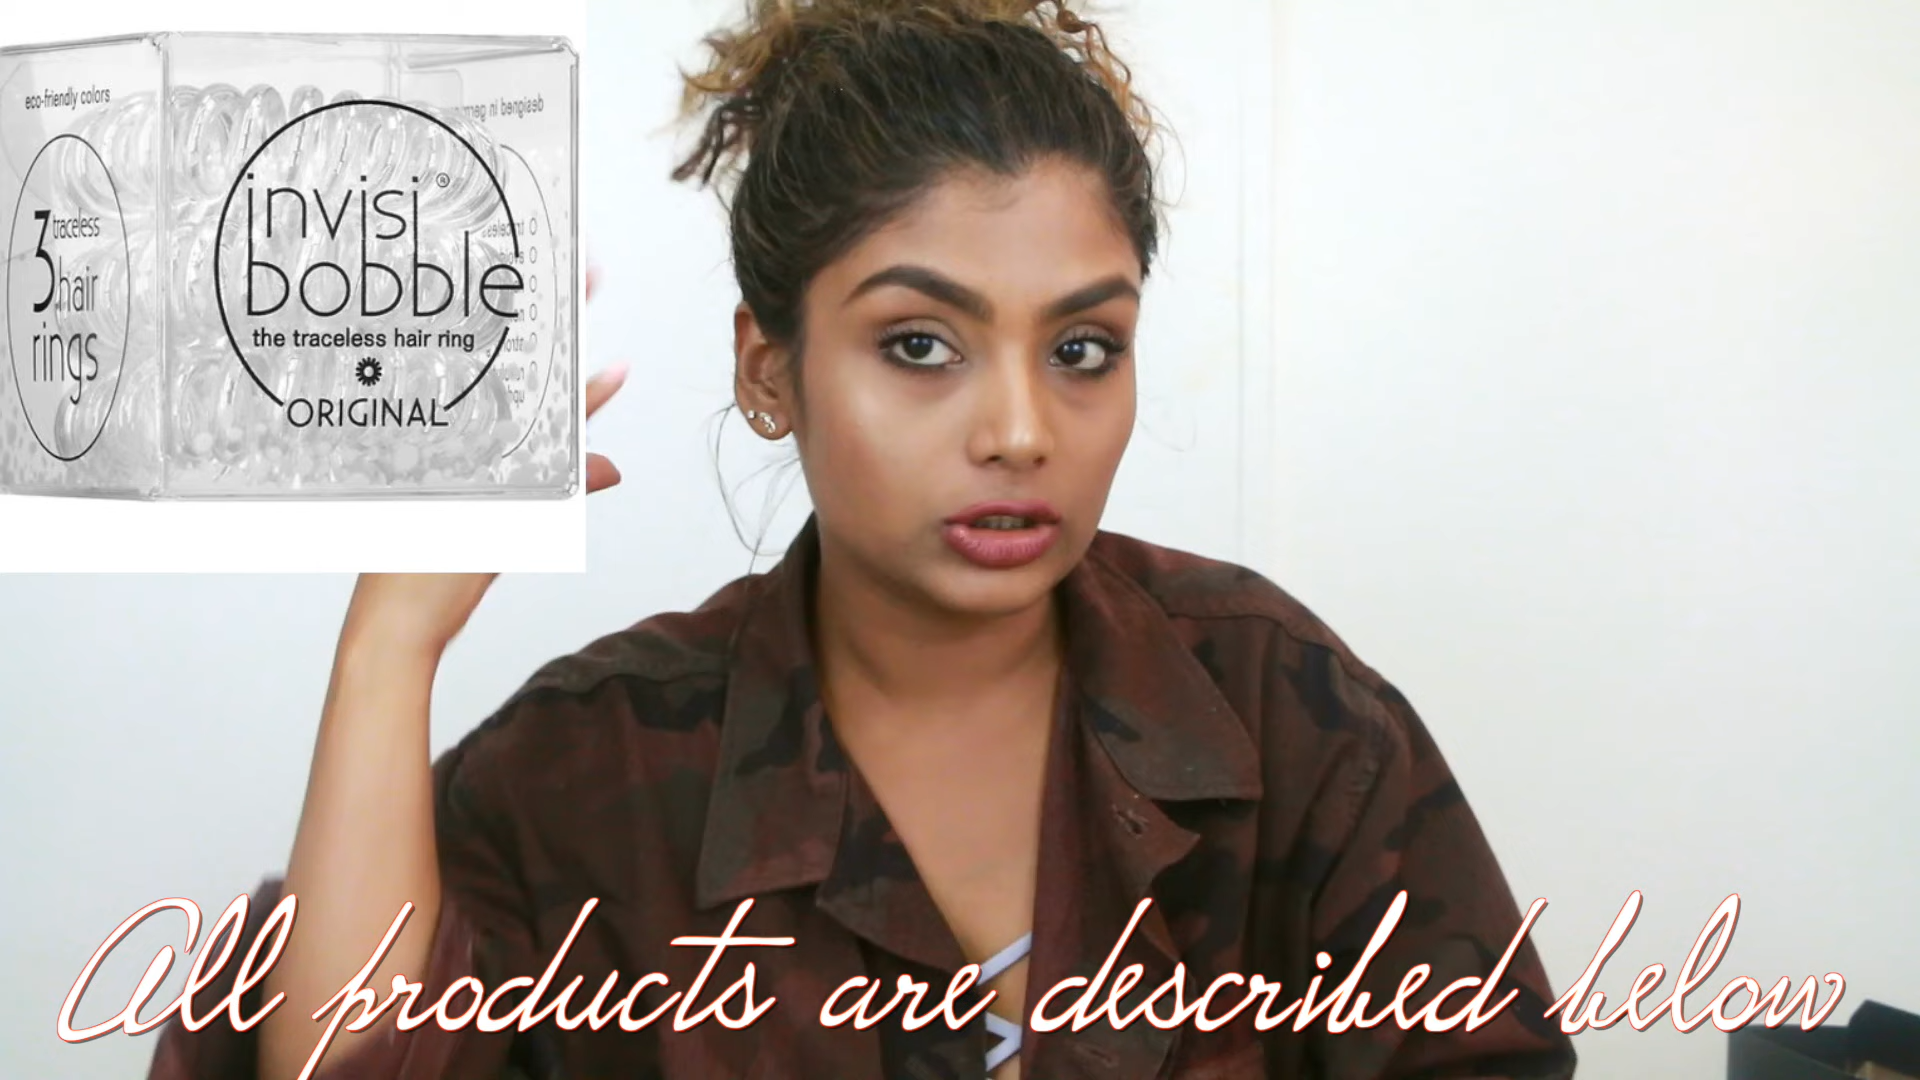 eco-friendly colors
3 traceless
hair
rings
invisi®
bobble
the traceless hair ring
ORIGINAL
All products are described below